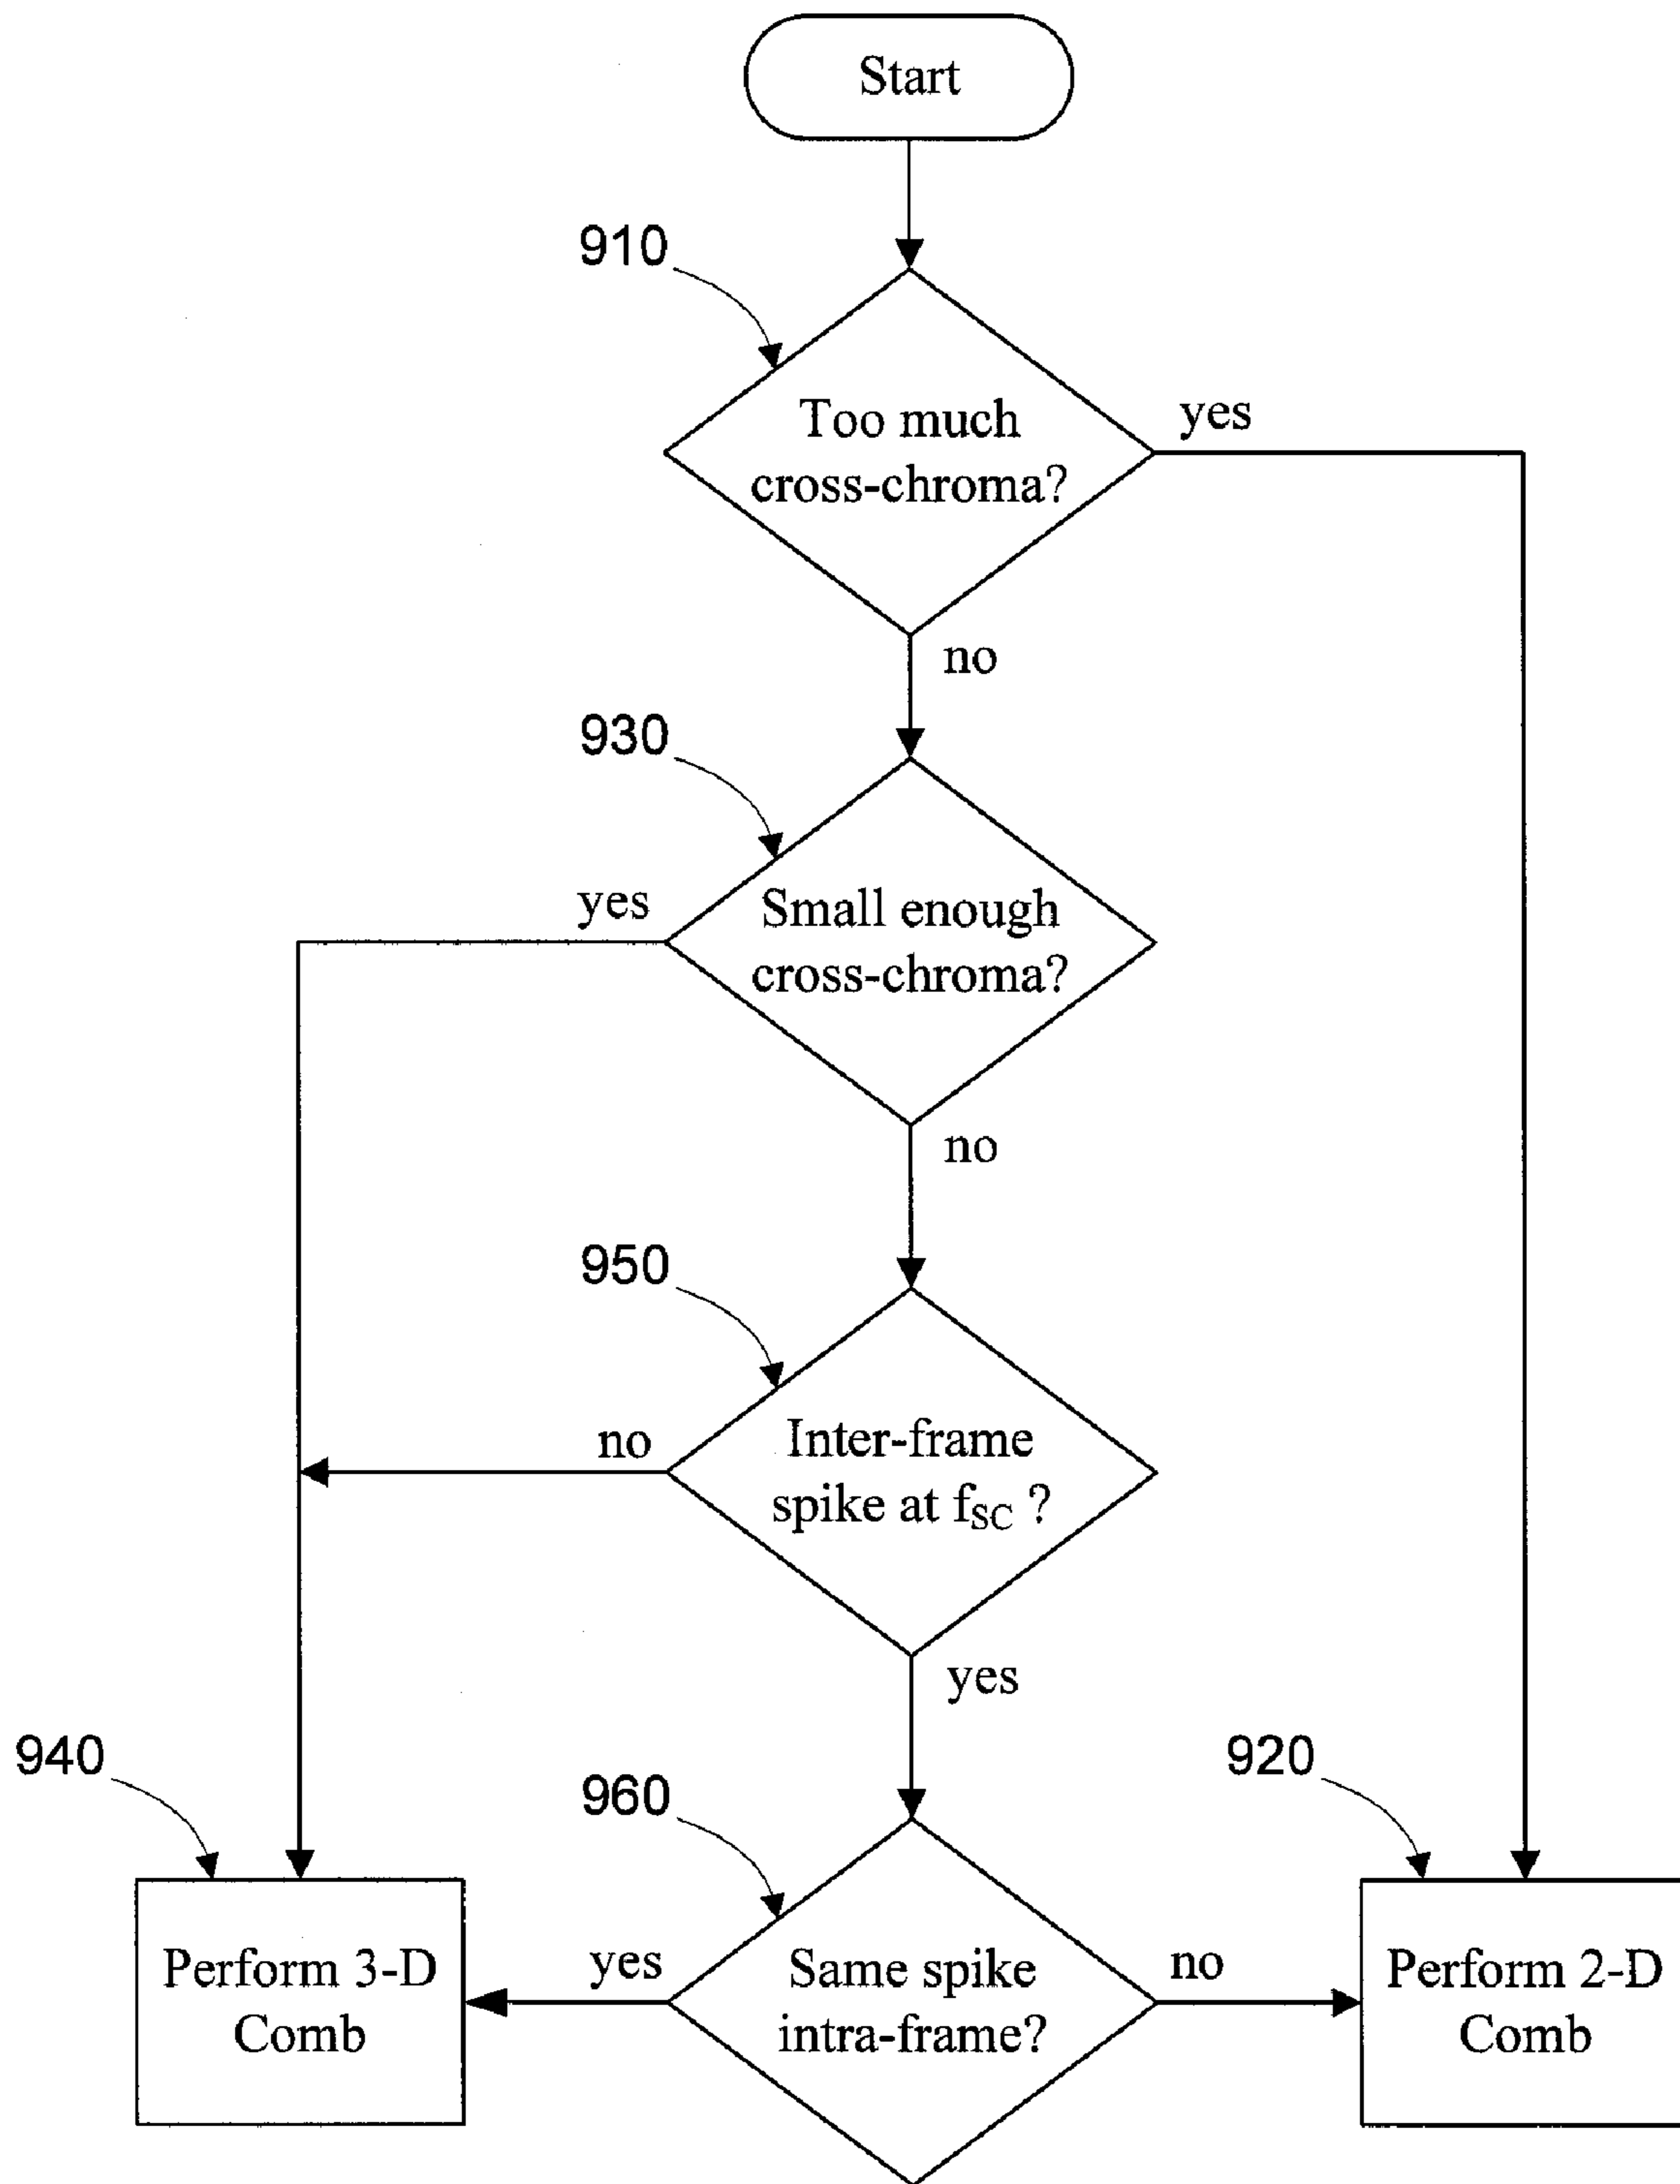 Start
910
Too much
cross-chroma?
yes
no
930
yes
Small enough
cross-chroma?
no
950
no
Inter-frame
spike at fSC ?
yes
940
960
920
Perform 3-D
Comb
yes
Same spike
intra-frame?
no
Perform 2-D
Comb